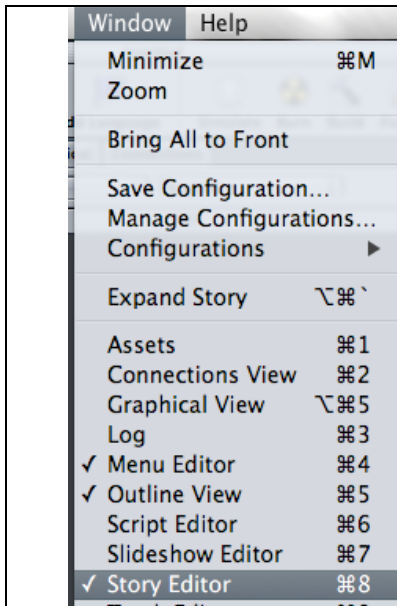 Window Help
Minimize ⌘M
Zoom
Bring All to Front
Save Configuration...
Manage Configurations...
Configurations ▶
Expand Story ⌥⌘`
Assets ⌘1
Connections View ⌘2
Graphical View ⌥⌘5
Log ⌘3
✓ Menu Editor ⌘4
✓ Outline View ⌘5
Script Editor ⌘6
Slideshow Editor ⌘7
✓ Story Editor ⌘8